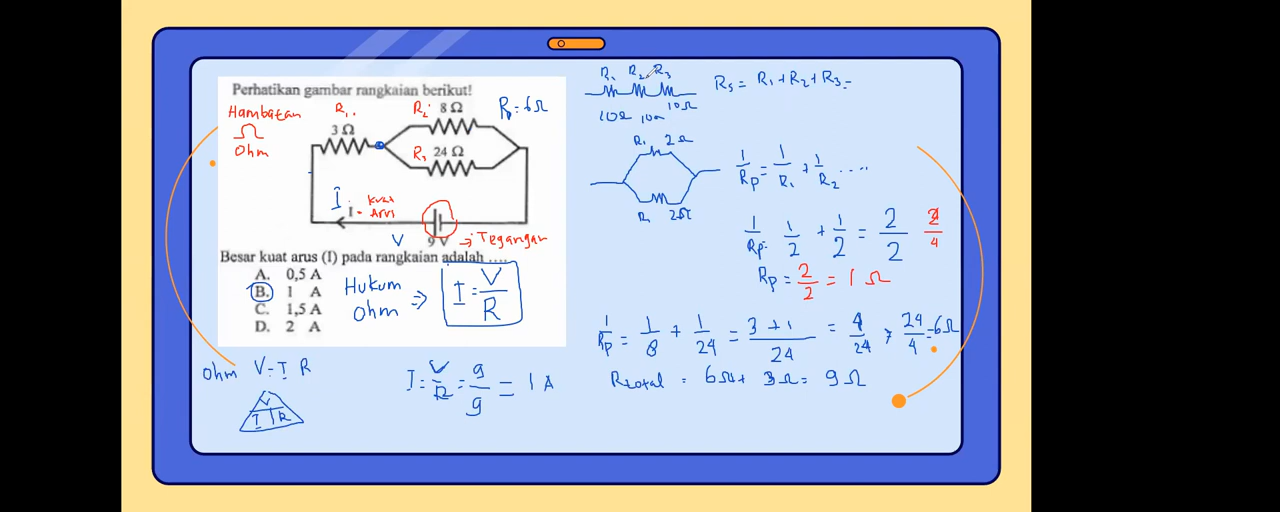 Perhatikan gambar rangkaian berikut!
Hambatan
Ω
Ohm
R1
3 Ω
R2 8 Ω
Rp = 6Ω
R3 24 Ω
I
I - kuat
Arus
V
9 V → Tegangan
Besar kuat arus (I) pada rangkaian adalah ....
A. 0,5 A
B. 1 A
C. 1,5 A
D. 2 A
Hukum
Ohm ⇒ I = V/R
Ohm V = I R
V
I R
I = V/R = 9/9 = 1 A
R1 R2 R3
10Ω 10Ω 10Ω
Rs = R1 + R2 + R3 =
R1 2Ω
R 2Ω
1/Rp = 1/R1 + 1/R2 ....
1/Rp = 1/2 + 1/2 = 2/2 2/4
Rp = 2/2 = 1 Ω
1/Rp = 1/8 + 1/24 = 3+1/24 = 4/24 > 24/4 = 6Ω
Rtotal = 6Ω + 3Ω = 9Ω